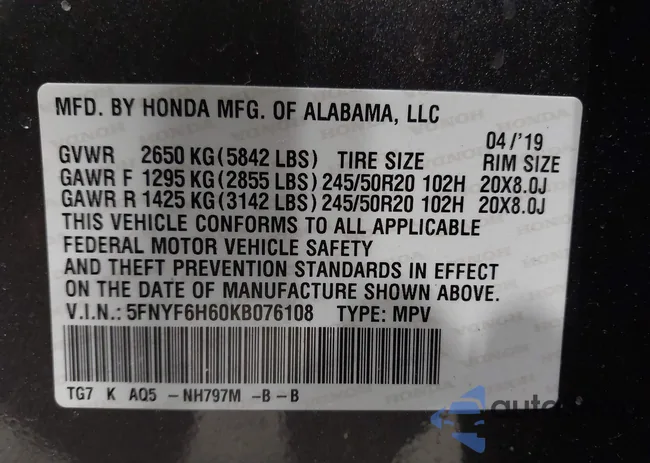 MFD. BY HONDA MFG. OF ALABAMA, LLC
04/'19
GVWR 2650 KG(5842 LBS) TIRE SIZE RIM SIZE
GAWR F 1295 KG(2855 LBS)245/50R20 102H 20X8.0J
GAWR R 1425 KG(3142 LBS)245/50R20 102H 20X8.0J
THIS VEHICLE CONFORMS TO ALL APPLICABLE
FEDERAL MOTOR VEHICLE SAFETY
AND THEFT PREVENTION STANDARDS IN EFFECT
ON THE DATE OF MANUFACTURE SHOWN ABOVE.
V.I.N.: 5FNYF6H60KB076108 TYPE: MPV
TG7 K AQ5 -NH797M -B -B